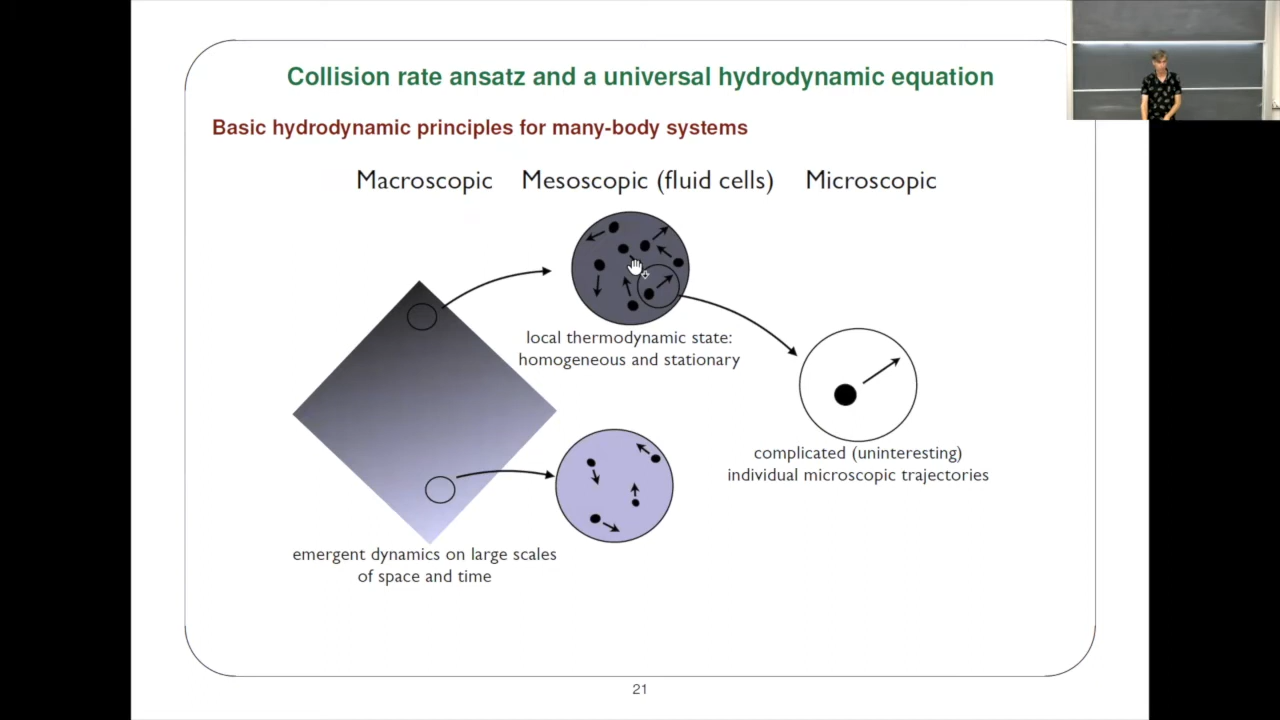 Collision rate ansatz and a universal hydrodynamic equation
Basic hydrodynamic principles for many-body systems
Macroscopic Mesoscopic (fluid cells) Microscopic
local thermodynamic state:
homogeneous and stationary
complicated (uninteresting)
individual microscopic trajectories
emergent dynamics on large scales
of space and time
21